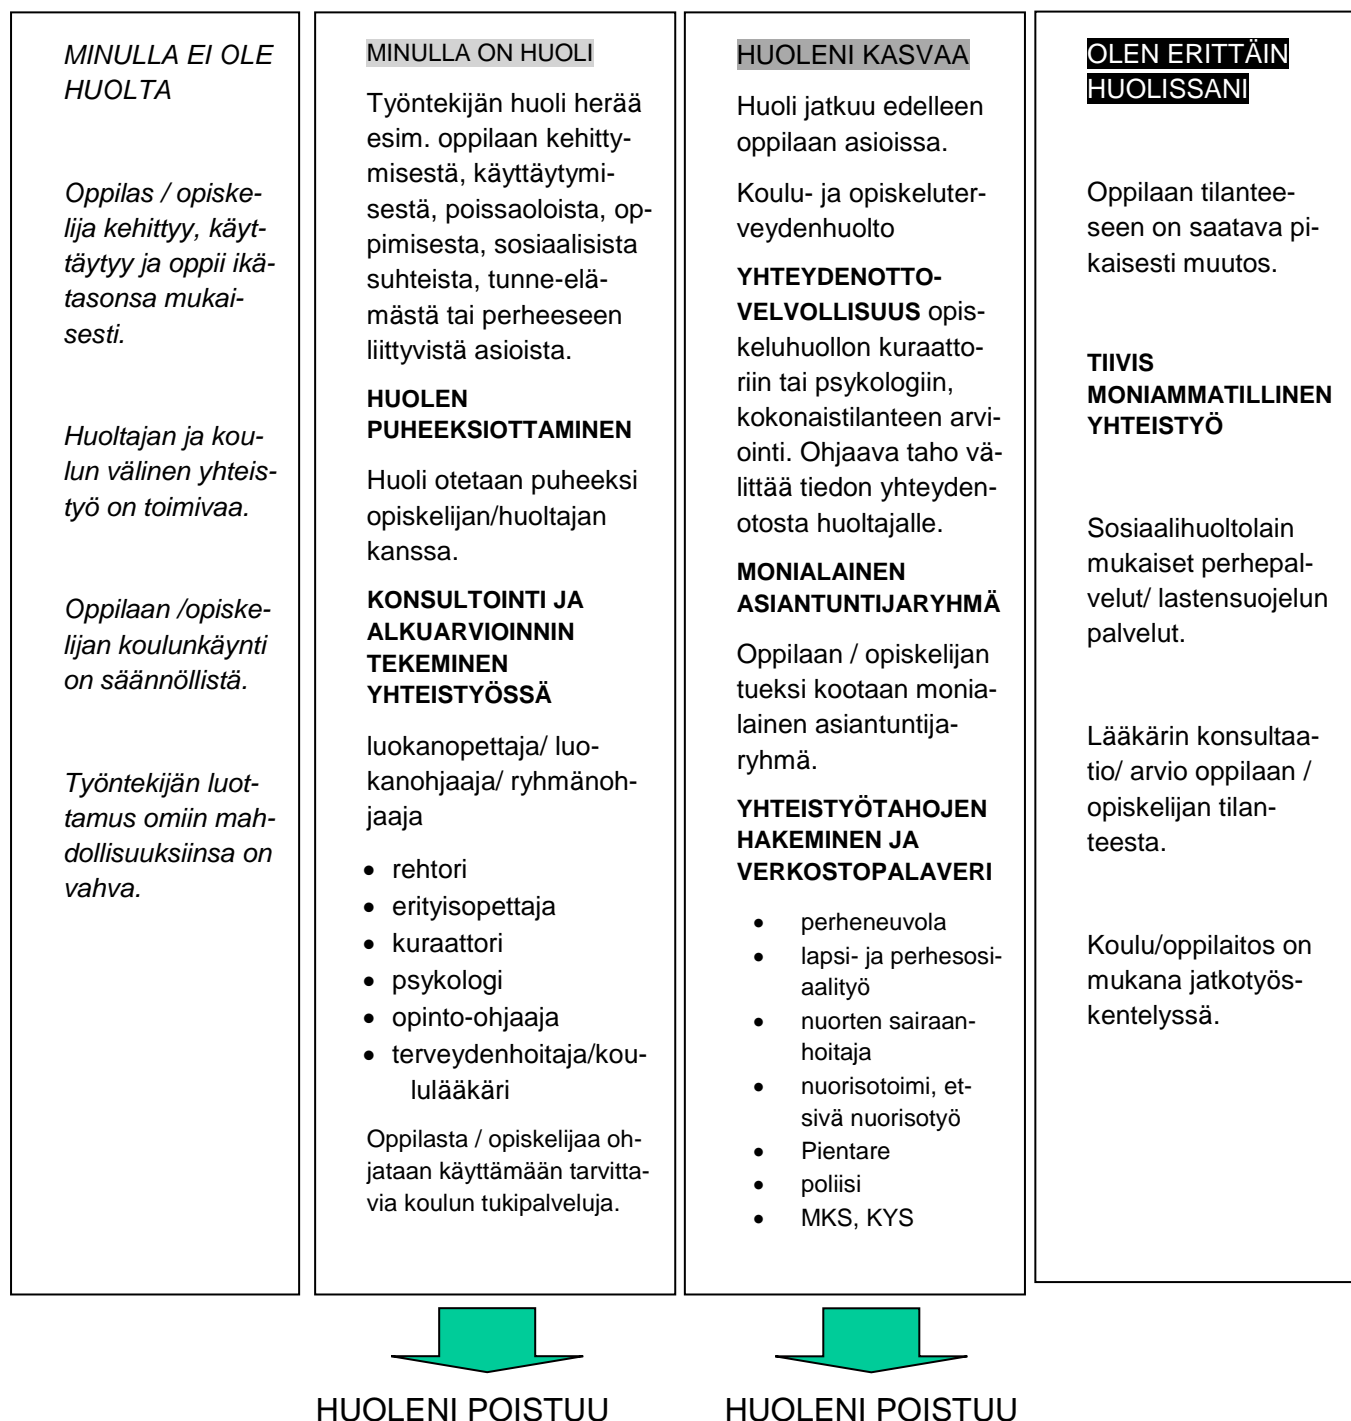 MINULLA EI OLE
HUOLTA
Oppilas / opiske-
lija kehittyy, käyt-
täytyy ja oppii ikä-
tasonsa mukai-
sesti.
Huoltajan ja kou-
lun välinen yhteis-
työ on toimivaa.
Oppilaan /opiske-
lijan koulunkäynti
on säännöllistä.
Työntekijän luot-
tamus omiin mah-
dollisuuksiinsa on
vahva.
MINULLA ON HUOLI
Työntekijän huoli herää
esim. oppilaan kehitty-
misestä, käyttäytymi-
sestä, poissaoloista, op-
pimisesta, sosiaalisista
suhteista, tunne-elä-
mästä tai perheeseen
liittyvistä asioista.
HUOLEN
PUHEEKSIOTTAMINEN
Huoli otetaan puheeksi
opiskelijan/huoltajan
kanssa.
KONSULTOINTI JA
ALKUARVIOINNIN
TEKEMINEN
YHTEISTYÖSSÄ
luokanopettaja/ luo-
kanohjaaja/ ryhmänoh-
jaaja
• rehtori
• erityisopettaja
• kuraattori
• psykologi
• opinto-ohjaaja
• terveydenhoitaja/kou-
lulääkäri
Oppilasta / opiskelijaa oh-
jataan käyttämään tarvitta-
via koulun tukipalveluja.
HUOLENI KASVAA
Huoli jatkuu edelleen
oppilaan asioissa.
Koulu- ja opiskeluter-
veydenhuolto
YHTEYDENOTTO-
VELVOLLISUUS opis-
keluhuollon kuraatto-
riin tai psykologiin,
kokonaistilanteen arvi-
ointi. Ohjaava taho vä-
littää tiedon yhteyden-
otosta huoltajalle.
MONIALAINEN
ASIANTUNTIJARYHMÄ
Oppilaan / opiskelijan
tueksi kootaan monia-
lainen asiantuntija-
ryhmä.
YHTEISTYÖTAHOJEN
HAKEMINEN JA
VERKOSTOPALAVERI
• perheneuvola
• lapsi- ja perhesosi-
aalityö
• nuorten sairaan-
hoitaja
• nuorisotoimi, et-
sivä nuorisotyö
• Pientare
• poliisi
• MKS, KYS
OLEN ERITTÄIN
HUOLISSANI
Oppilaan tilantee-
seen on saatava pi-
kaisesti muutos.
TIIVIS
MONIAMMATILLINEN
YHTEISTYÖ
Sosiaalihuoltolain
mukaiset perhepal-
velut/ lastensuojelun
palvelut.
Lääkärin konsultaa-
tio/ arvio oppilaan /
opiskelijan tilan-
teesta.
Koulu/oppilaitos on
mukana jatkotyös-
kentelyssä.
HUOLENI POISTUU
HUOLENI POISTUU